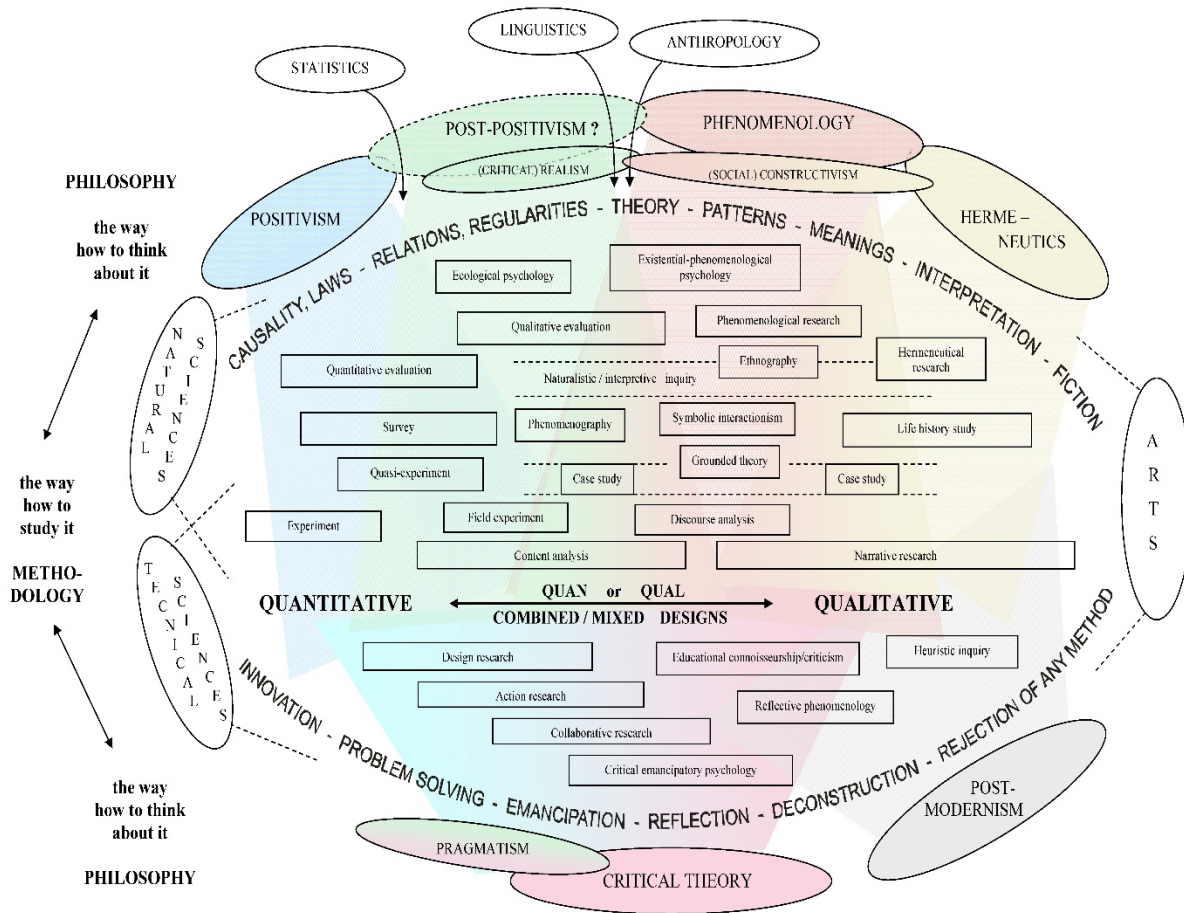 LINGUISTICS
ANTHROPOLOGY
STATISTICS
POST-POSITIVISM ?
PHENOMENOLOGY
(CRITICAL) REALISM
(SOCIAL) CONSTRUCTIVISM
POSITIVISM
HERME –
NEUTICS
PHILOSOPHY
the way
how to think
about it
CAUSALITY, LAWS - RELATIONS, REGULARITIES - THEORY - PATTERNS - MEANINGS - INTERPRETATION - FICTION
NATURAL
SCIENCES
ARTS
Ecological psychology
Existential-phenomenological
psychology
Qualitative evaluation
Phenomenological research
Ethnography
Hermeneutical
research
Quantitative evaluation
Naturalistic / interpretive inquiry
Survey
Phenomenography
Symbolic interactionism
Life history study
Quasi-experiment
Case study
Grounded theory
Case study
the way
how to
study it
Experiment
Field experiment
Discourse analysis
Content analysis
Narrative research
METHO-
DOLOGY
TECNICAL
SCIENCES
QUANTITATIVE
QUAN or QUAL
COMBINED / MIXED DESIGNS
QUALITATIVE
Design research
Educational connoisseurship/criticism
Heuristic inquiry
Action research
Reflective phenomenology
Collaborative research
Critical emancipatory psychology
INNOVATION - PROBLEM SOLVING - EMANCIPATION - REFLECTION - DECONSTRUCTION - REJECTION OF ANY METHOD
the way
how to think
about it
PHILOSOPHY
POST-
MODERNISM
PRAGMATISM
CRITICAL THEORY